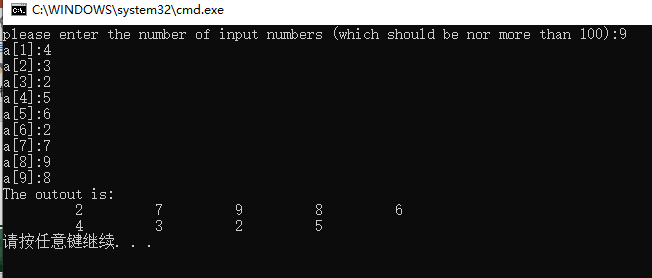 C:\WINDOWS\system32\cmd.exe
please enter the number of input numbers (which should be nor more than 100):9
a[1]:4
a[2]:3
a[3]:2
a[4]:5
a[5]:6
a[6]:2
a[7]:7
a[8]:9
a[9]:8
The outout is:
2 7 9 8 6
4 3 2 5
请按任意键继续. . .